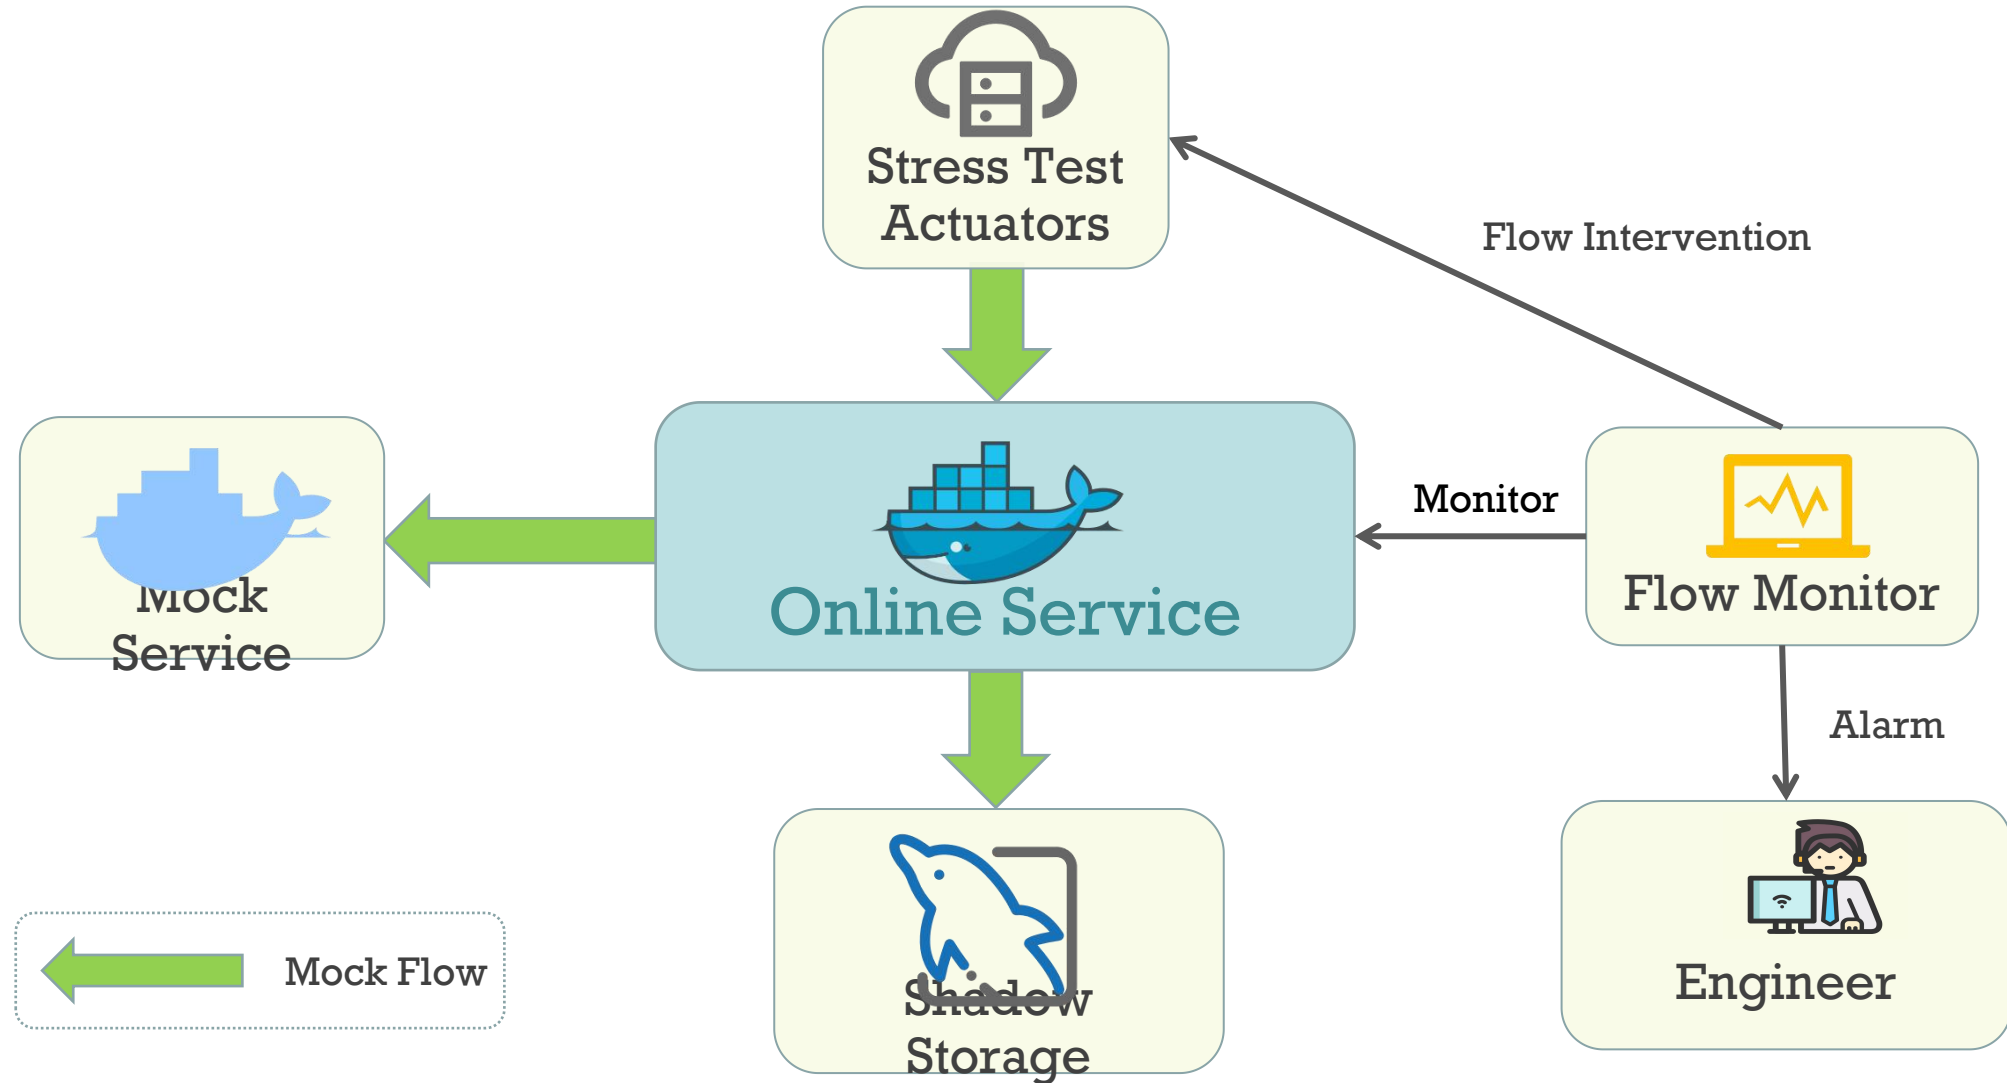 Stress Test
Actuators
Flow Intervention
Mock
Service
Online Service
Monitor
Flow Monitor
Alarm
Mock Flow
Shadow
Storage
Engineer